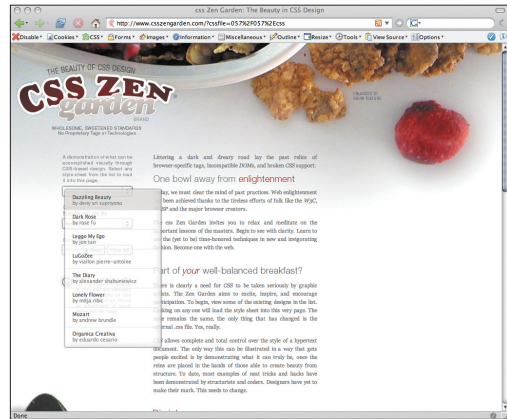 css Zen Garden: The Beauty in CSS Design
http://www.csszengarden.com/?cssfile=057%2F057%2Ecss
Disable Cookies CSS Forms Images Information Miscellaneous Outline Resize Tools View Source Options
THE BEAUTY OF CSS DESIGN
CSS ZEN
garden
BRAND
WHOLESOME, SWEETENED STANDARDS
No Proprietary Tags or Technologies
ENLARGED TO
SHOW TEXTURE
A demonstration of what can be
accomplished visually through
CSS-based design. Select any
style sheet from the list to load
it into this page.
Dazzling Beauty
by deny sri supriyono
Dark Rose
by rose fu
Leggo My Ego
by jon tan
LuGoZee
by viallon pierre-antoine
The Diary
by alexander shabuniewicz
Lonely Flower
by mitja ribic
Mozart
by andrew brundle
Organica Creativa
by eduardo cesario
Littering a dark and dreary road lay the past relics of
browser-specific tags, incompatible DOMs, and broken CSS support.
One bowl away from enlightenment
we must clear the mind of past practices. Web enlightenment
been achieved thanks to the tireless efforts of folk like the W3C,
and the major browser creators.
css Zen Garden invites you to relax and meditate on the
important lessons of the masters. Begin to see with clarity. Learn to
the (yet to be) time-honored techniques in new and invigorating
Become one with the web.
Part of your well-balanced breakfast?
There is clearly a need for CSS to be taken seriously by graphic
The Zen Garden aims to excite, inspire, and encourage
participation. To begin, view some of the existing designs in the list.
on any one will load the style sheet into this very page. The
remains the same, the only thing that has changed is the
external .css file. Yes, really.
allows complete and total control over the style of a hypertext
document. The only way this can be illustrated in a way that gets
people excited is by demonstrating what it can truly be, once the
reins are placed in the hands of those able to create beauty from
structure. To date, most examples of neat tricks and hacks have
been demonstrated by structurists and coders. Designers have yet to
make their mark. This needs to change.
Done